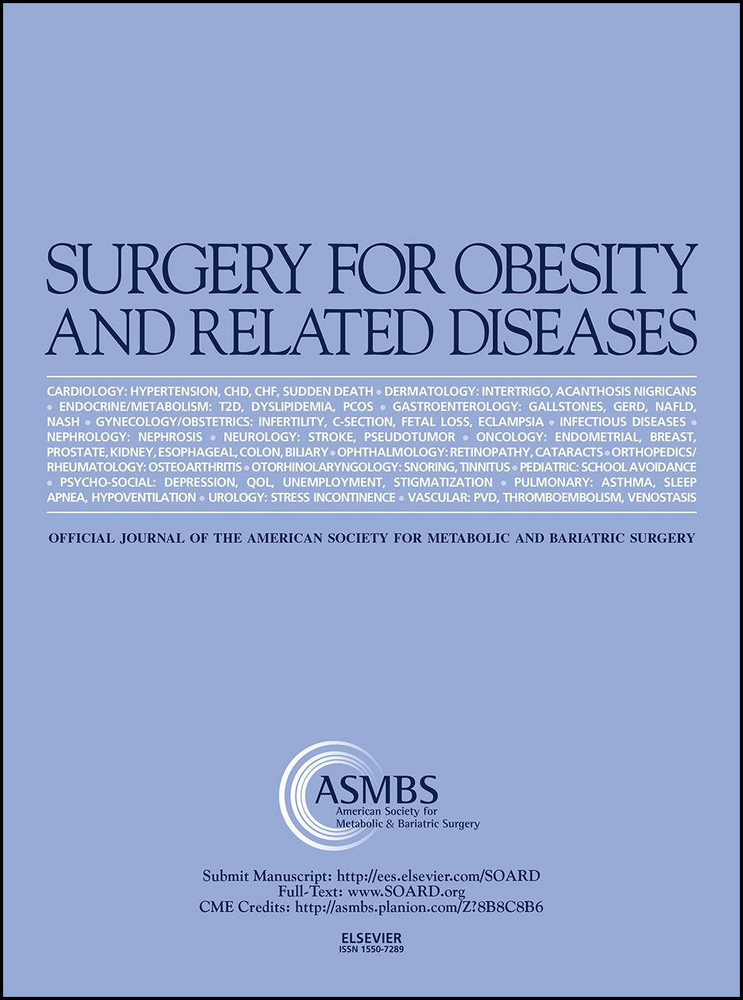 SURGERY FOR OBESITY
AND RELATED DISEASES
CARDIOLOGY: HYPERTENSION, CHD, CHF, SUDDEN DEATH • DERMATOLOGY: INTERTRIGO, ACANTHOSIS NIGRICANS
• ENDOCRINE/METABOLISM: T2D, DYSLIPIDEMIA, PCOS • GASTROENTEROLOGY: GALLSTONES, GERD, NAFLD,
NASH • GYNECOLOGY/OBSTETRICS: INFERTILITY, C-SECTION, FETAL LOSS, ECLAMPSIA • INFECTIOUS DISEASES •
NEPHROLOGY: NEPHROSIS • NEUROLOGY: STROKE, PSEUDOTUMOR • ONCOLOGY: ENDOMETRIAL, BREAST,
PROSTATE, KIDNEY, ESOPHAGEAL, COLON, BILIARY • OPHTHALMOLOGY: RETINOPATHY, CATARACTS • ORTHOPEDICS/
RHEUMATOLOGY: OSTEOARTHRITIS • OTORHINOLARYNGOLOGY: SNORING, TINNITUS • PEDIATRIC: SCHOOL AVOIDANCE
• PSYCHO-SOCIAL: DEPRESSION, QOL, UNEMPLOYMENT, STIGMATIZATION • PULMONARY: ASTHMA, SLEEP
APNEA, HYPOVENTILATION • UROLOGY: STRESS INCONTINENCE • VASCULAR: PVD, THROMBOEMBOLISM, VENOSTASIS
OFFICIAL JOURNAL OF THE AMERICAN SOCIETY FOR METABOLIC AND BARIATRIC SURGERY
ASMBS
American Society for
Metabolic & Bariatric Surgery
Submit Manuscript: http://ees.elsevier.com/SOARD
Full-Text: www.SOARD.org
CME Credits: http://asmbs.planion.com/Z?8B8C8B6
ELSEVIER
ISSN 1550-7289